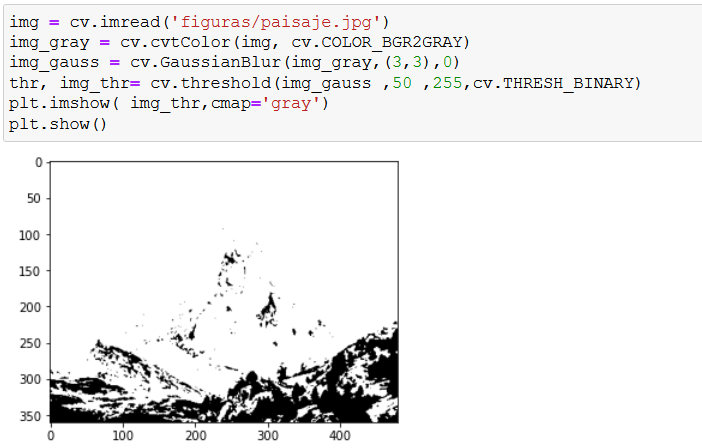 img = cv.imread('figuras/paisaje.jpg')
img_gray = cv.cvtColor(img, cv.COLOR_BGR2GRAY)
img_gauss = cv.GaussianBlur(img_gray,(3,3),0)
thr, img_thr= cv.threshold(img_gauss ,50 ,255,cv.THRESH_BINARY)
plt.imshow( img_thr,cmap='gray')
plt.show()
0
50
100
150
200
250
300
350
0 100 200 300 400